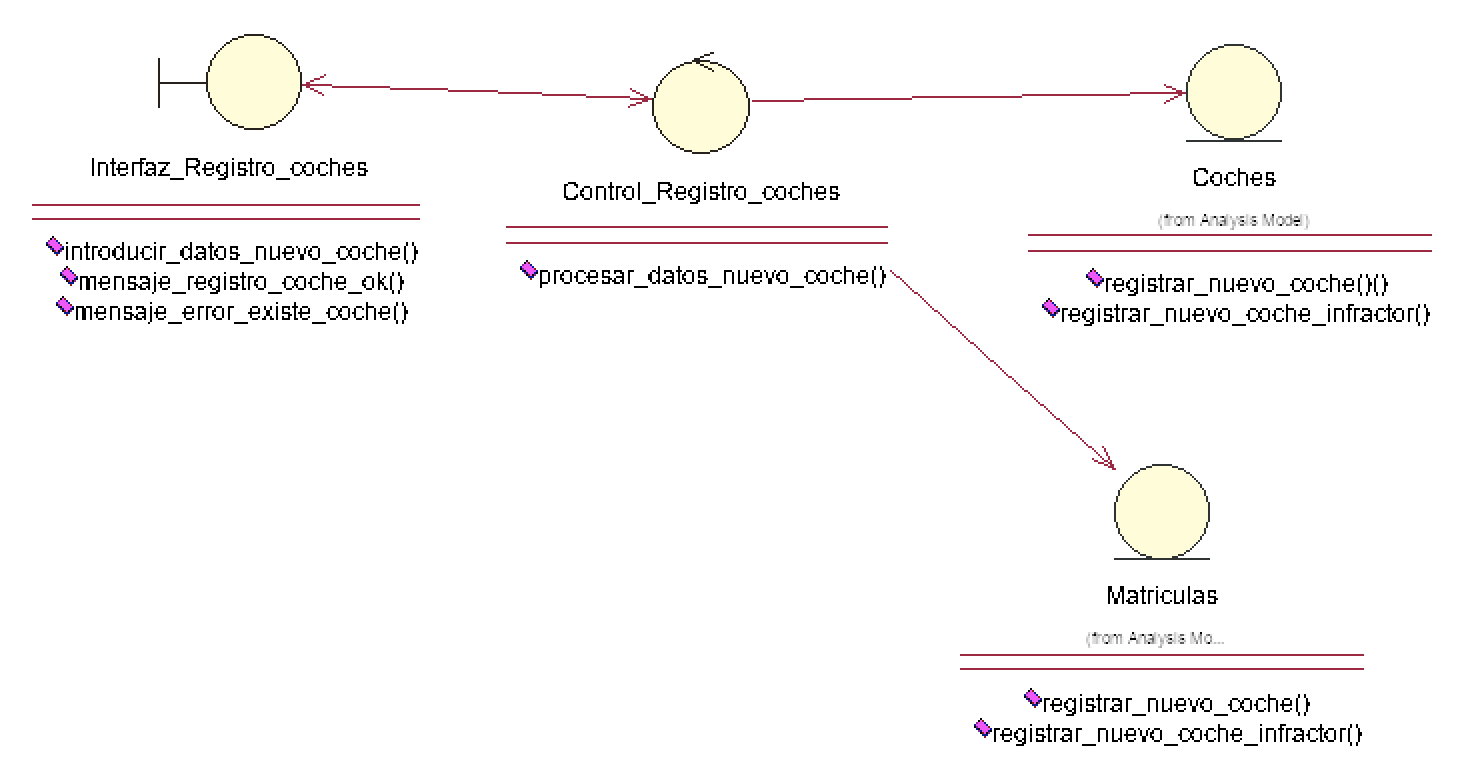 Interfaz_Registro_coches
introducir_datos_nuevo_coche()
mensaje_registro_coche_ok()
mensaje_error_existe_coche()
Control_Registro_coches
procesar_datos_nuevo_coche()
Coches
(from Analysis Model)
registrar_nuevo_coche()()
registrar_nuevo_coche_infractor()
Matriculas
(from Analysis Mo...
registrar_nuevo_coche()
registrar_nuevo_coche_infractor()